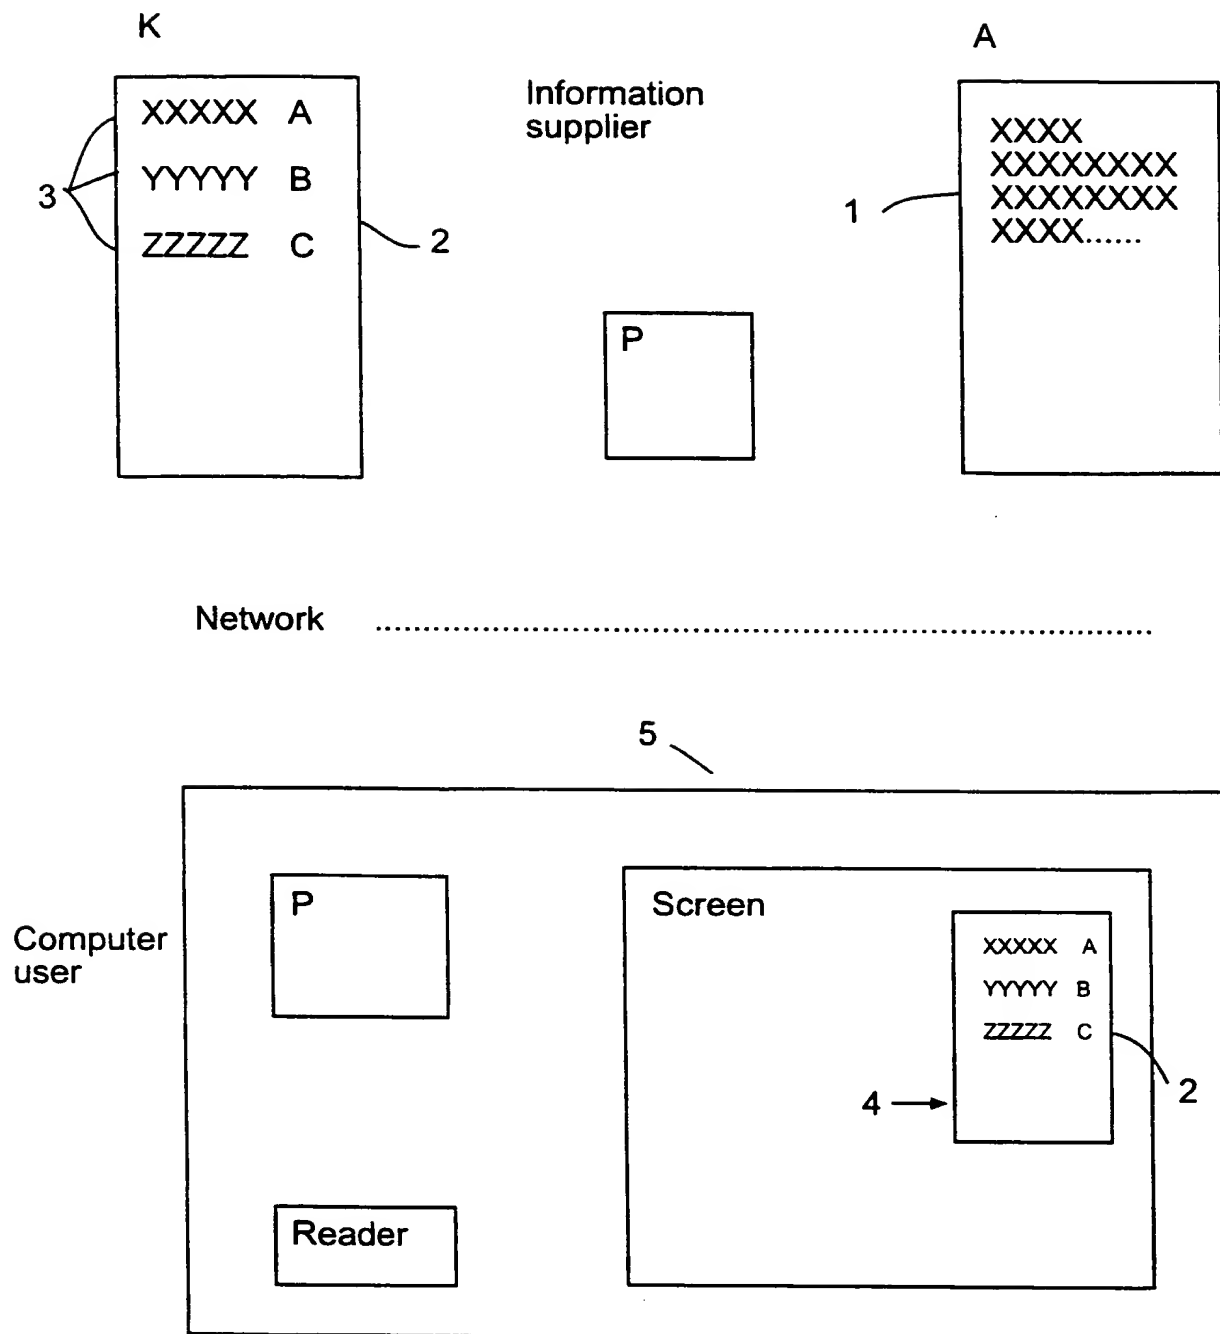 K
A
XXXXX A
YYYYY B
ZZZZZ C
3
2
Information
supplier
P
1
XXXX
XXXXXXXX
XXXXXXXX
XXXX......
Network ................................................................................
5
Computer
user
P
Reader
Screen
XXXXX A
YYYYY B
ZZZZZ C
4
2